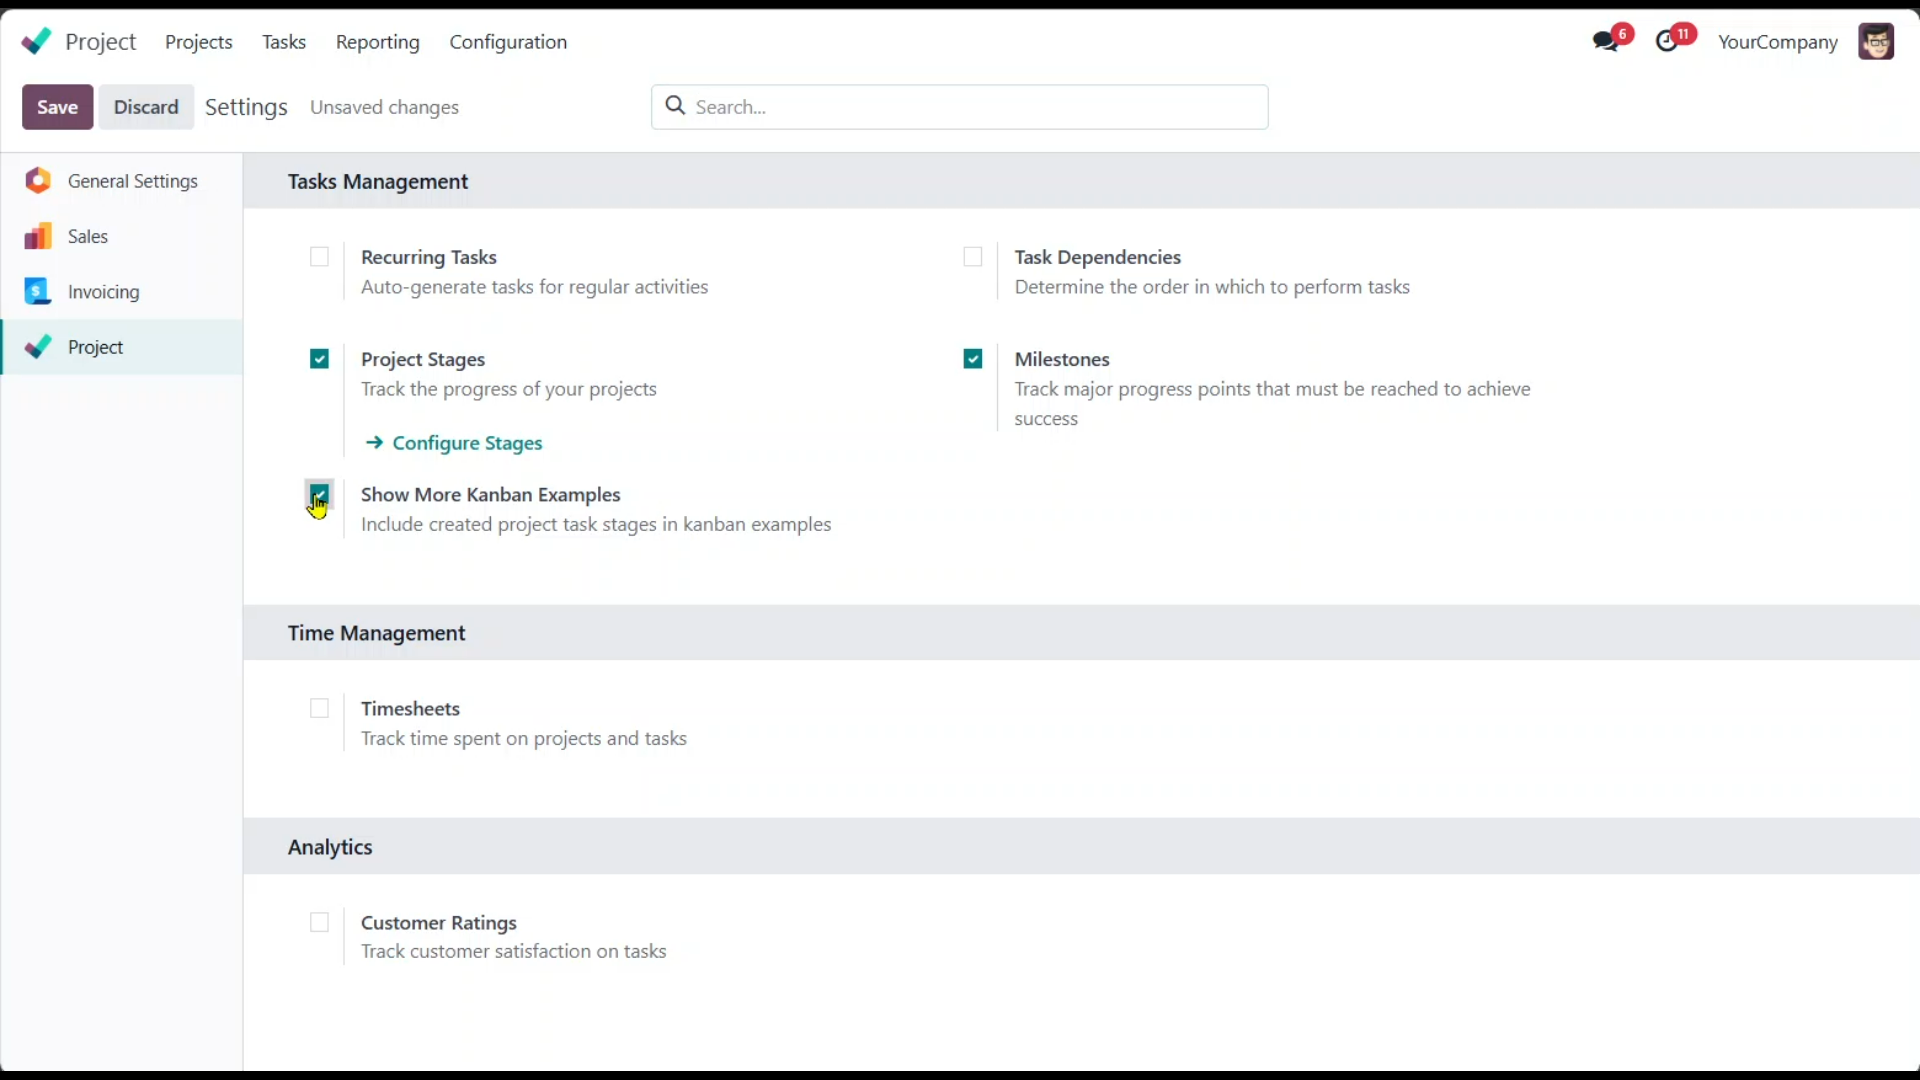 Project Projects Tasks Reporting Configuration 6 11 YourCompany
Save Discard Settings Unsaved changes Search...
General Settings
Sales
Invoicing
Project
Tasks Management
Recurring Tasks
Auto-generate tasks for regular activities
Task Dependencies
Determine the order in which to perform tasks
Project Stages
Track the progress of your projects
Configure Stages
Milestones
Track major progress points that must be reached to achieve
success
Show More Kanban Examples
Include created project task stages in kanban examples
Time Management
Timesheets
Track time spent on projects and tasks
Analytics
Customer Ratings
Track customer satisfaction on tasks